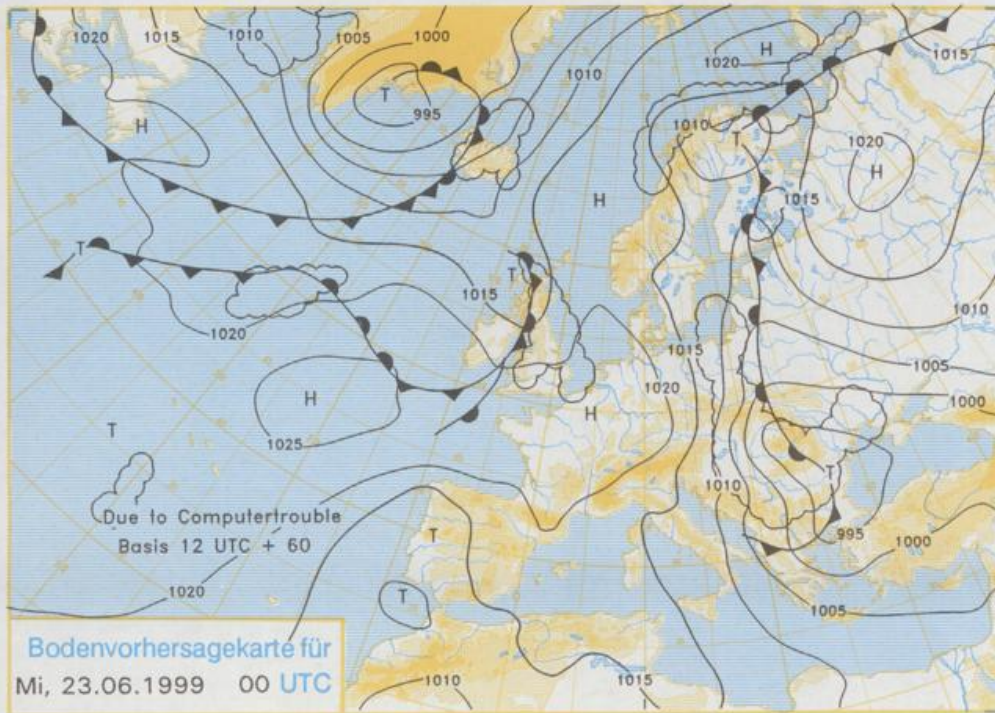 1020
1015
1010
1005
1000
995
T
H
1010
H
1020
1015
1010
T
1020
H
1015
H
T
1020
T
1015
1010
1015
1020
1005
H
1025
H
1000
T
1010
T
Due to Computertrouble
Basis 12 UTC + 60
T
995
1000
1020
T
1005
Bodenvorhersagekarte für
Mi, 23.06.1999 00 UTC
1010
1015